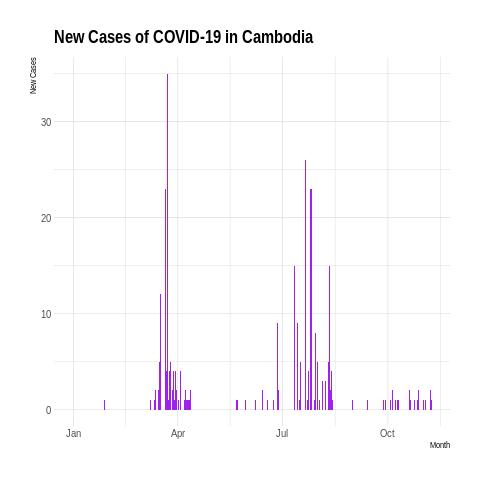 New Cases of COVID-19 in Cambodia
New Cases
30
20
10
0
Jan Apr Jul Oct
Month